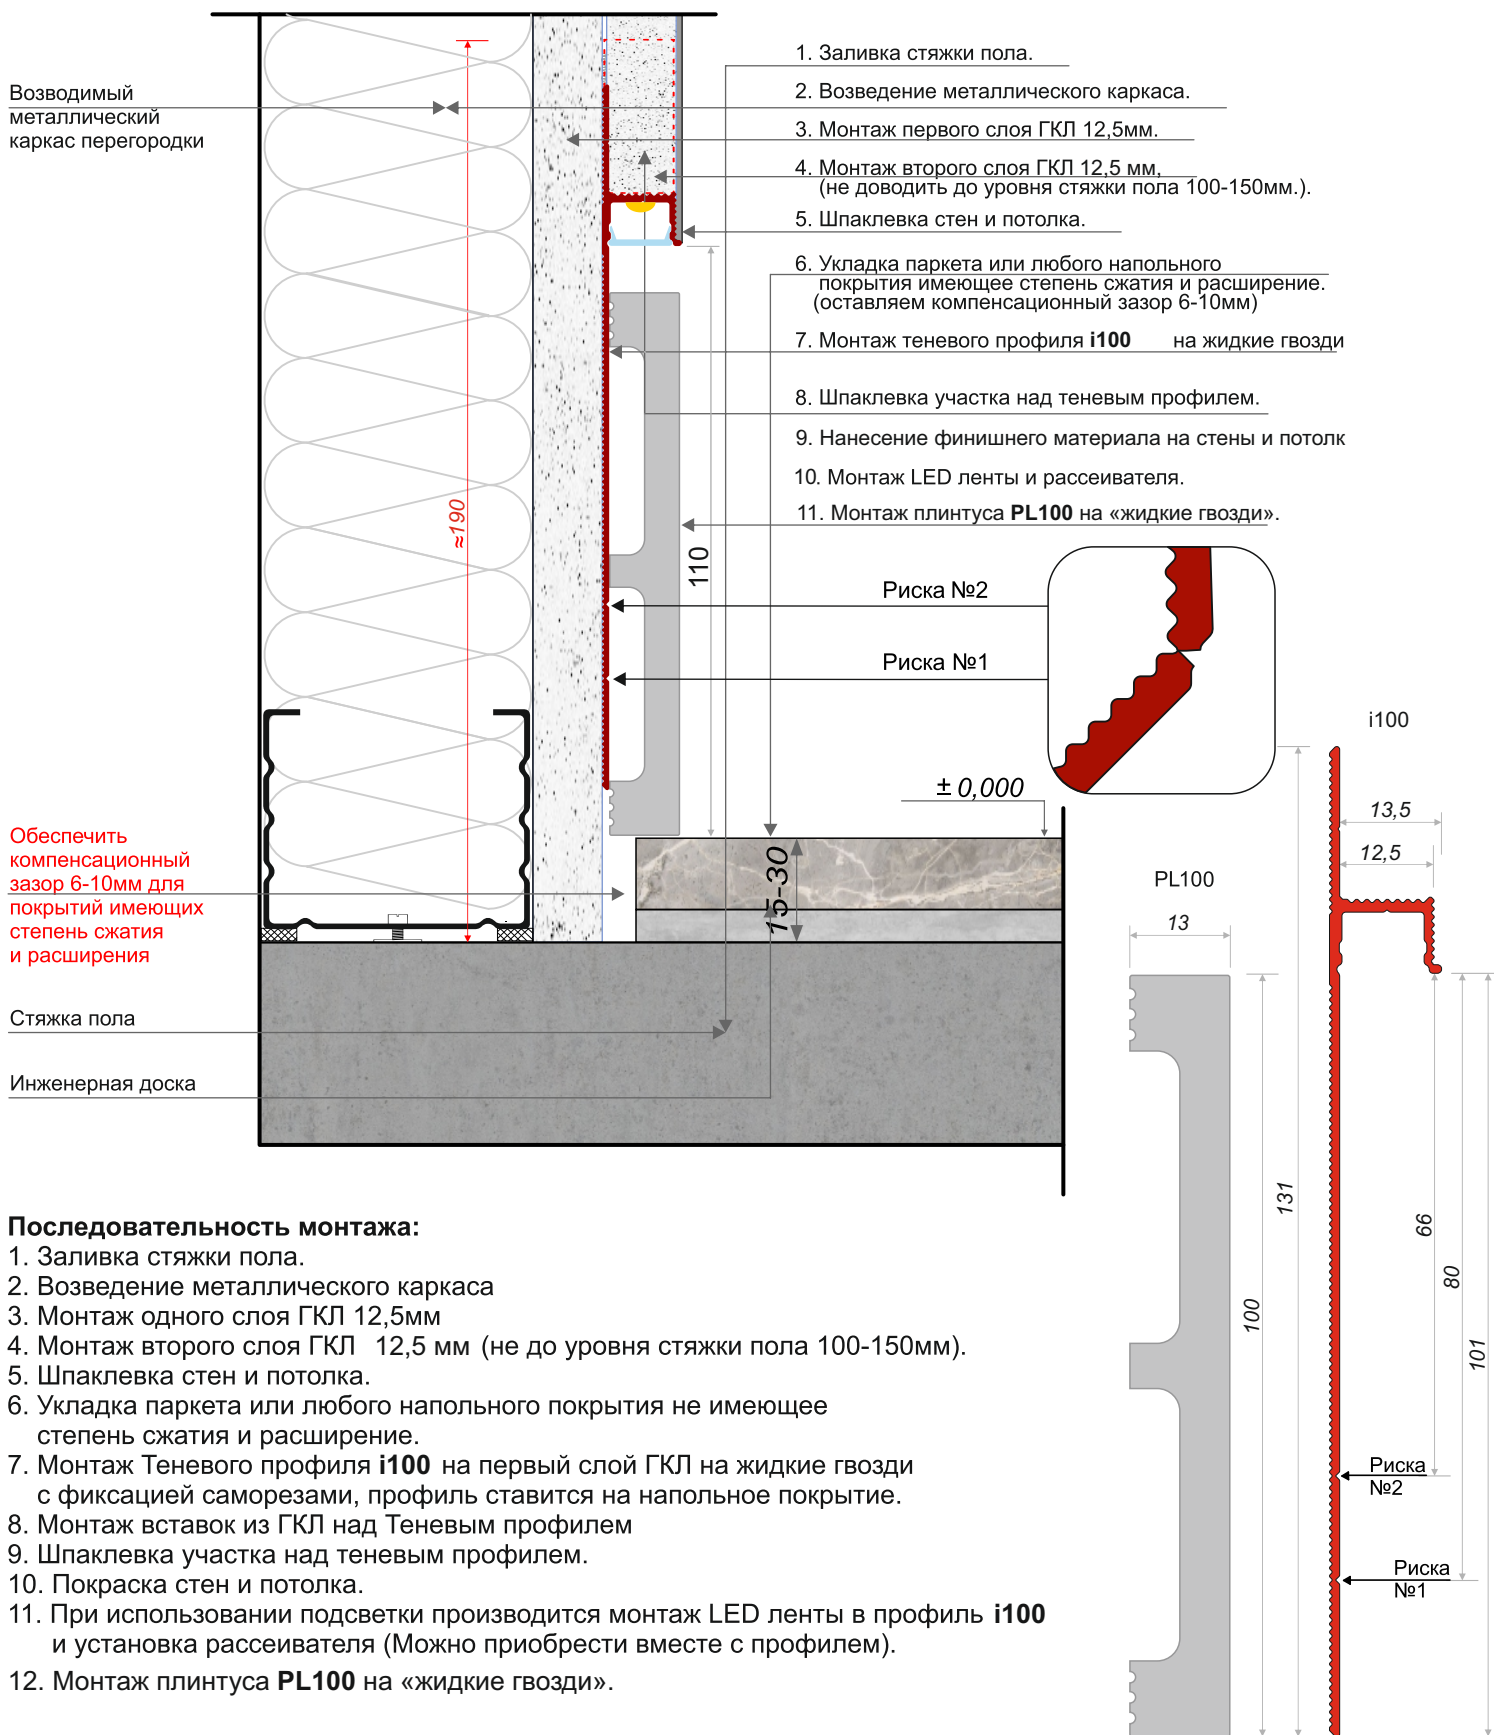 Возводимый
металлический
каркас перегородки
1. Заливка стяжки пола.
2. Возведение металлического каркаса.
3. Монтаж первого слоя ГКЛ 12,5мм.
4. Монтаж второго слоя ГКЛ 12,5 мм,
(не доводить до уровня стяжки пола 100-150мм.).
5. Шпаклевка стен и потолка.
6. Укладка паркета или любого напольного
покрытия имеющее степень сжатия и расширение.
(оставляем компенсационный зазор 6-10мм)
7. Монтаж теневого профиля i100 на жидкие гвозди
8. Шпаклевка участка над теневым профилем.
9. Нанесение финишнего материала на стены и потолк
10. Монтаж LED ленты и рассеивателя.
11. Монтаж плинтуса PL100 на «жидкие гвозди».
≈190
110
Риска №2
Риска №1
± 0,000
15-30
Обеспечить
компенсационный
зазор 6-10мм для
покрытий имеющих
степень сжатия
и расширения
Стяжка пола
Инженерная доска
i100
13,5
12,5
PL100
13
131
66
80
100
101
Риска
№2
Риска
№1
Последовательность монтажа:
1. Заливка стяжки пола.
2. Возведение металлического каркаса
3. Монтаж одного слоя ГКЛ 12,5мм
4. Монтаж второго слоя ГКЛ 12,5 мм (не до уровня стяжки пола 100-150мм).
5. Шпаклевка стен и потолка.
6. Укладка паркета или любого напольного покрытия не имеющее
степень сжатия и расширение.
7. Монтаж Теневого профиля i100 на первый слой ГКЛ на жидкие гвозди
с фиксацией саморезами, профиль ставится на напольное покрытие.
8. Монтаж вставок из ГКЛ над Теневым профилем
9. Шпаклевка участка над теневым профилем.
10. Покраска стен и потолка.
11. При использовании подсветки производится монтаж LED ленты в профиль i100
и установка рассеивателя (Можно приобрести вместе с профилем).
12. Монтаж плинтуса PL100 на «жидкие гвозди».